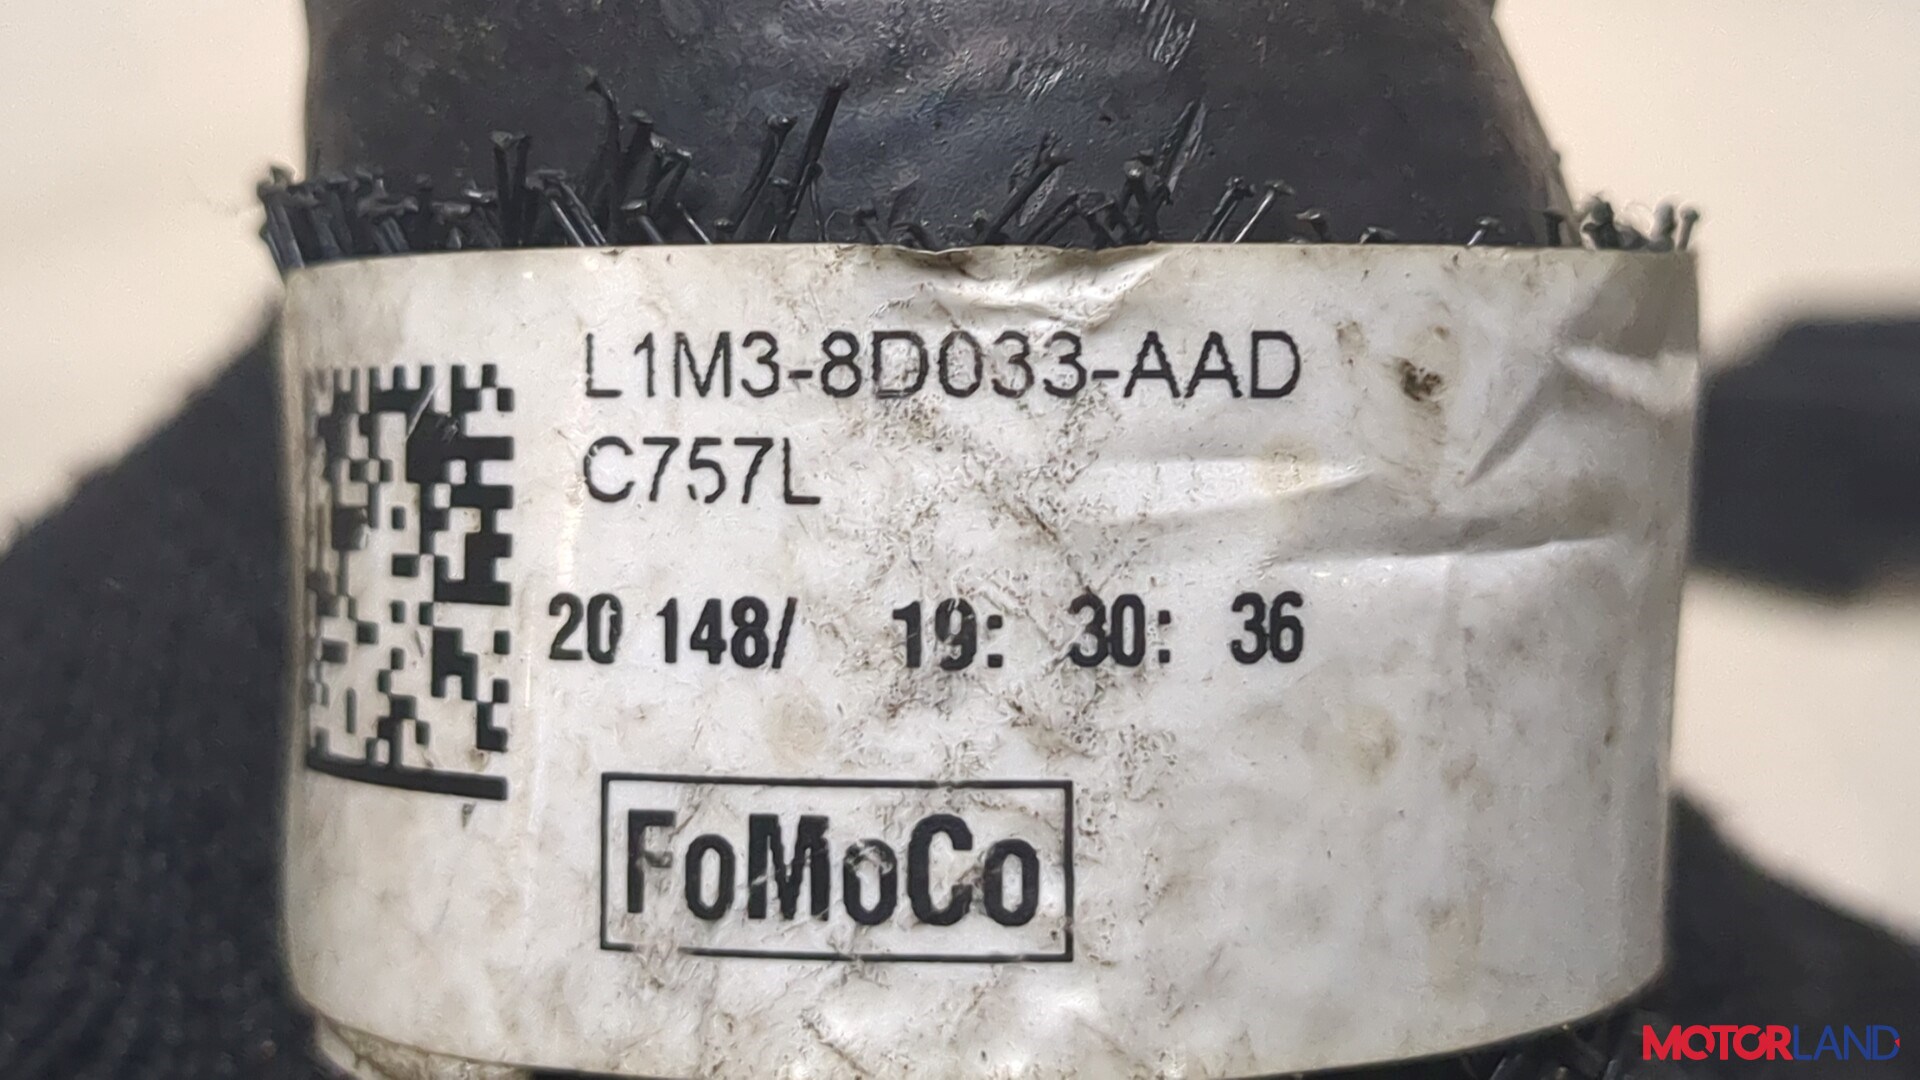 L1M3-8D033-AAD
C757L
20 148/ 19: 30: 36
FoMoCo
MOTORLAND